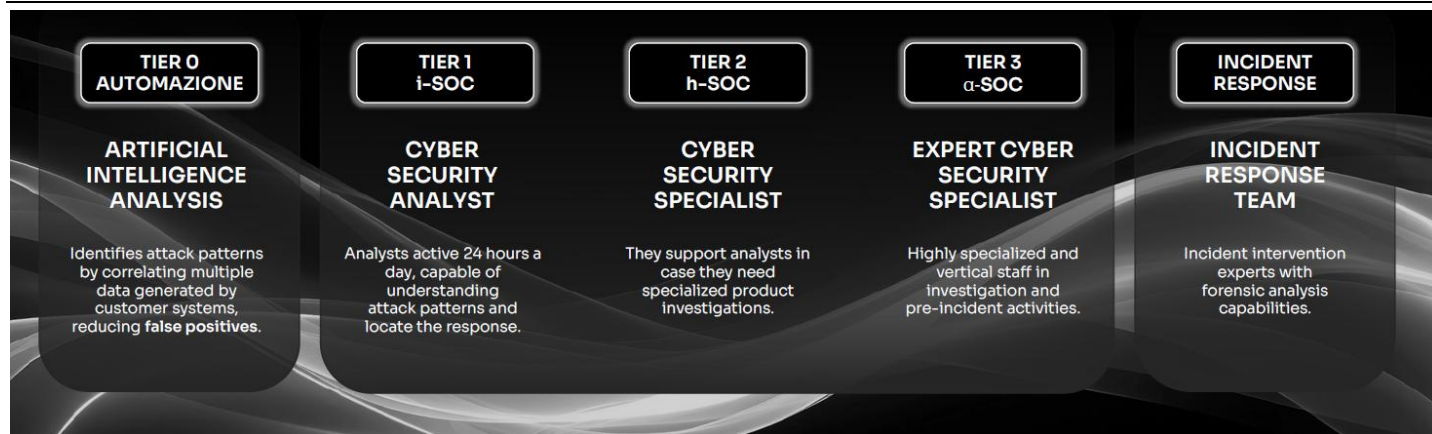 TIER 0
AUTOMAZIONE
ARTIFICIAL
INTELLIGENCE
ANALYSIS
Identifies attack patterns
by correlating multiple
data generated by
customer systems,
reducing false positives.
TIER 1
i-SOC
CYBER
SECURITY
ANALYST
Analysts active 24 hours a
day, capable of
understanding
attack patterns and
locate the response.
TIER 2
h-SOC
CYBER
SECURITY
SPECIALIST
They support analysts in
case they need
specialized product
investigations.
TIER 3
α-SOC
EXPERT CYBER
SECURITY
SPECIALIST
Highly specialized and
vertical staff in
investigation and
pre-incident activities.
INCIDENT
RESPONSE
INCIDENT
RESPONSE
TEAM
Incident intervention
experts with
forensic analysis
capabilities.